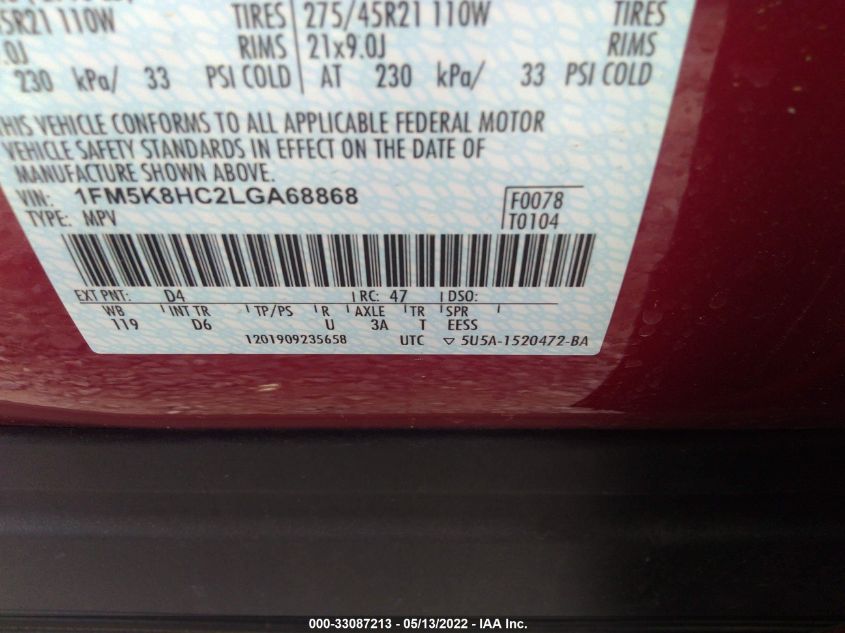 5R21 110W TIRES 275/45R21 110W TIRES
.0J RIMS 21x9.0J RIMS
230 kPa/ 33 PSI COLD AT 230 kPa/ 33 PSI COLD
THIS VEHICLE CONFORMS TO ALL APPLICABLE FEDERAL MOTOR
VEHICLE SAFETY STANDARDS IN EFFECT ON THE DATE OF
MANUFACTURE SHOWN ABOVE.
VIN: 1FM5K8HC2LGA68868 F0078
TYPE: MPV T0104
EXT PNT: D4 RC: 47 DSO:
WB INT TR TP/PS R AXLE TR SPR
119 D6 U 3A T EESS
1201909235658 UTC ▽ 5U5A-1520472-BA
000-33087213 - 05/13/2022 - IAA Inc.